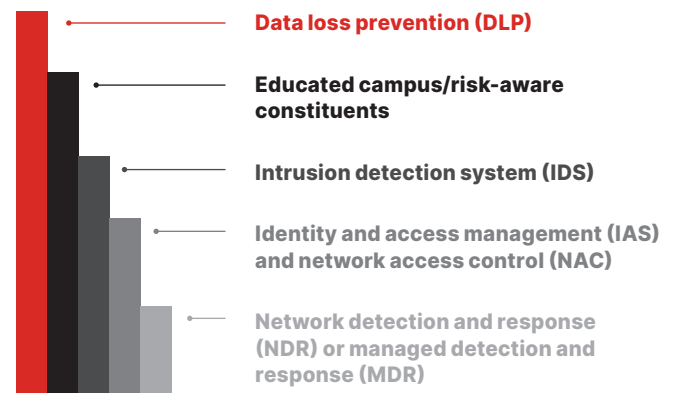 Data loss prevention (DLP)
Educated campus/risk-aware
constituents
Intrusion detection system (IDS)
Identity and access management (IAS)
and network access control (NAC)
Network detection and response
(NDR) or managed detection and
response (MDR)